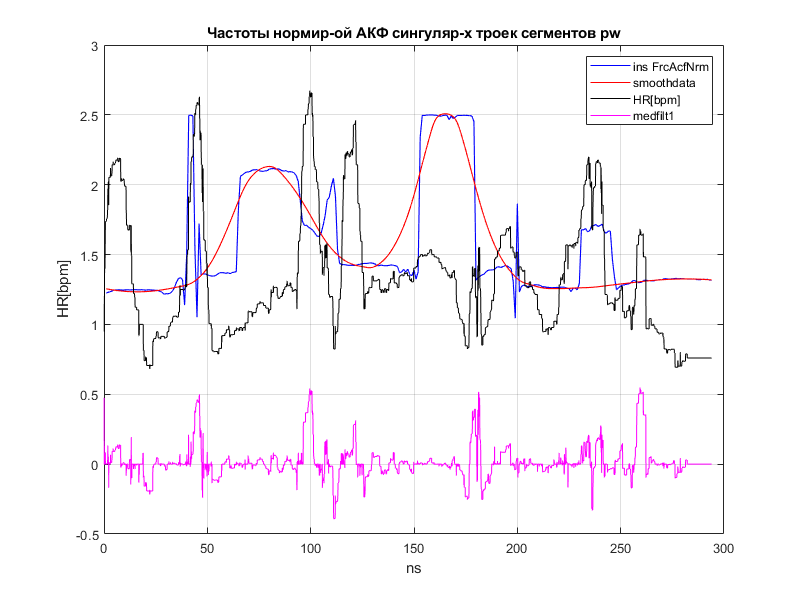 Частоты нормир-ой АКФ сингуляр-х троек сегментов pw
3
2.5
2
1.5
1
0.5
0
-0.5
HR[bpm]
ins FrcAcfNrm
smoothdata
HR[bpm]
medfilt1
0 50 100 150 200 250 300
ns